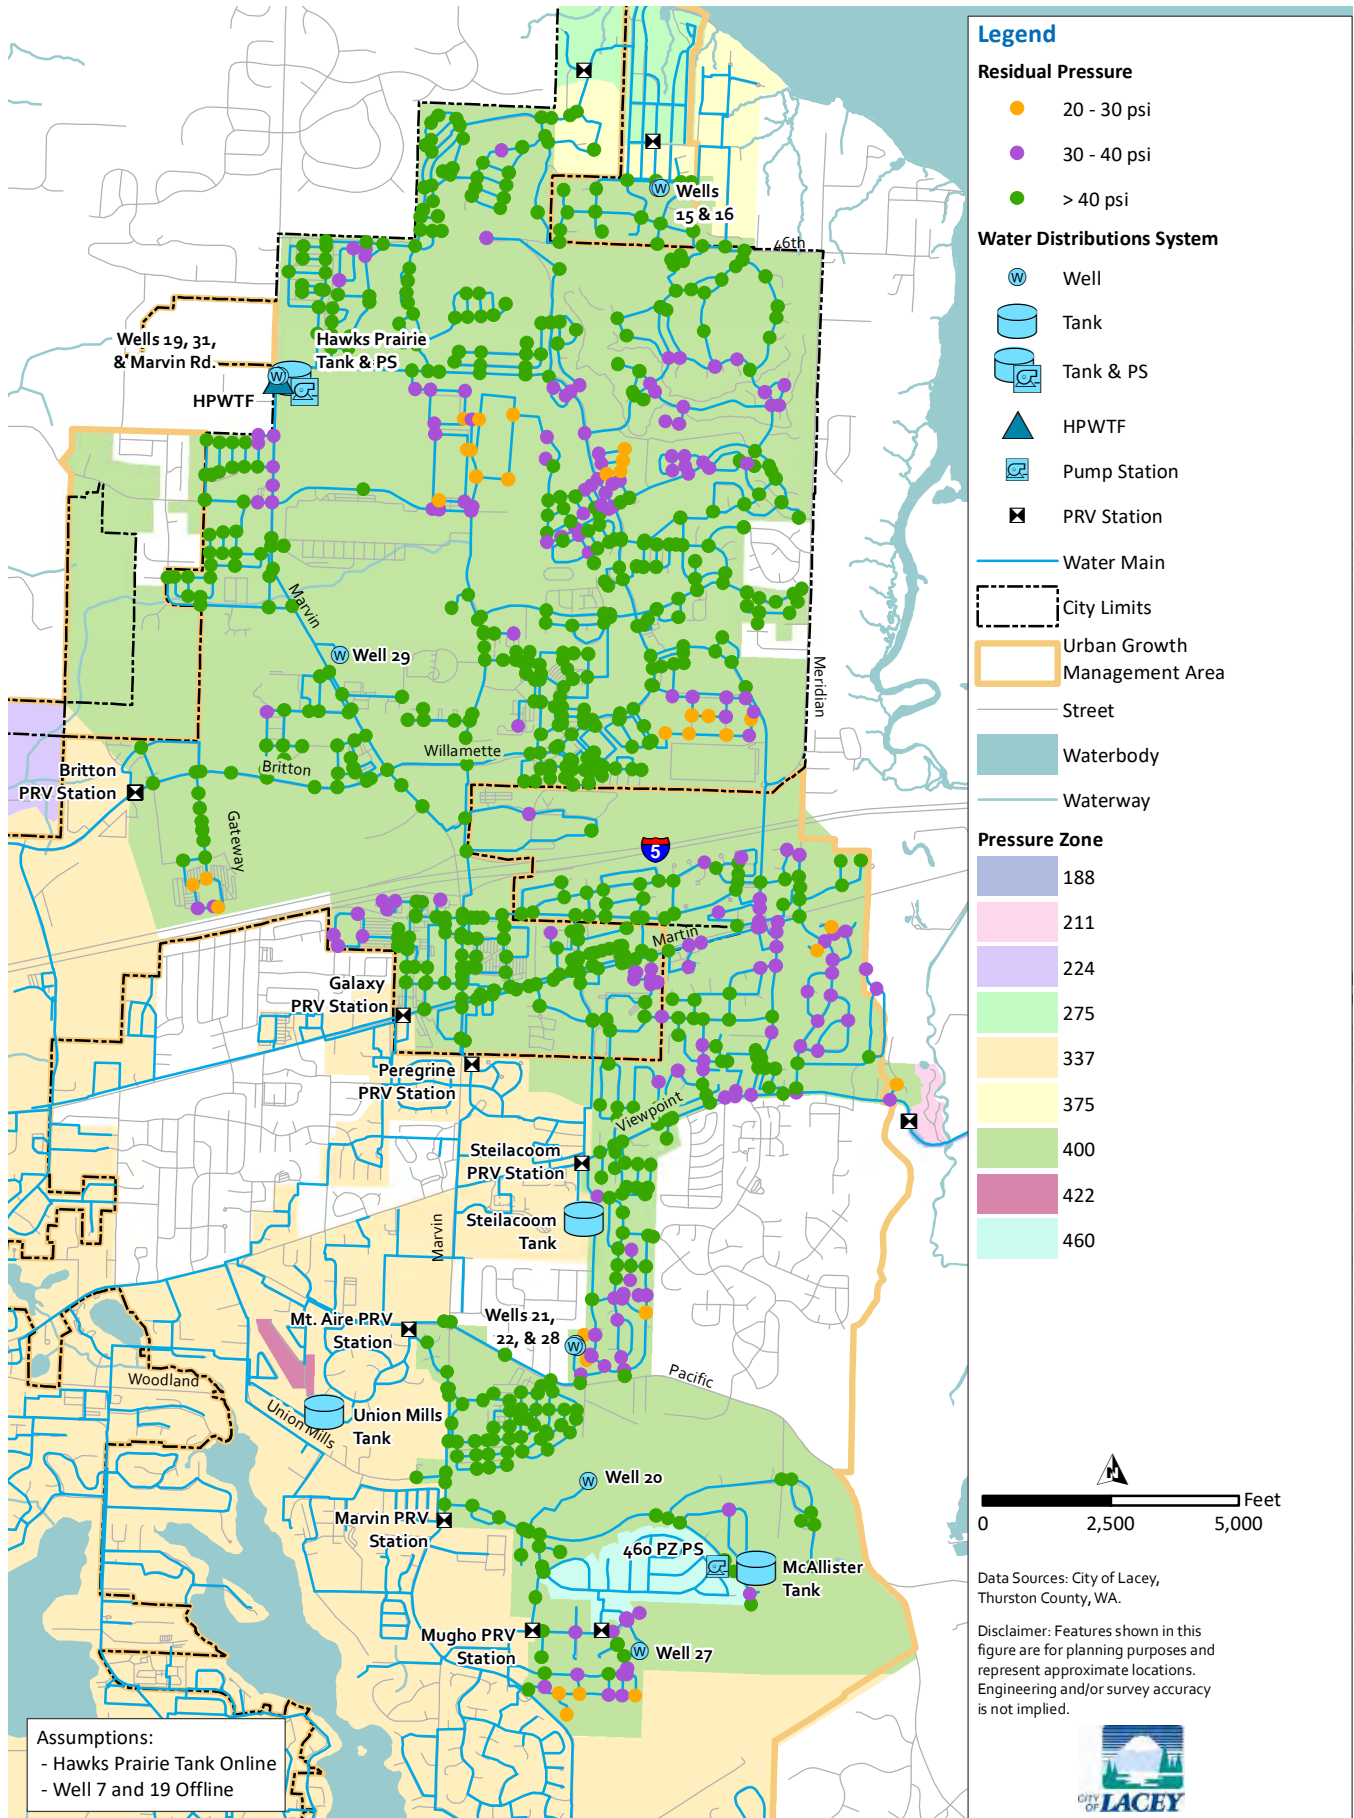 Legend
Residual Pressure
20 - 30 psi
30 - 40 psi
> 40 psi
Water Distributions System
W
Well
Tank
Tank & PS
HPWTF
Pump Station
PRV Station
Water Main
City Limits
Urban Growth
Management Area
Street
Waterbody
Waterway
Pressure Zone
188
211
224
275
337
375
400
422
460
N
Feet
0
2,500
5,000
Data Sources: City of Lacey,
Thurston County, WA.
Disclaimer: Features shown in this
figure are for planning purposes and
represent approximate locations.
Engineering and/or survey accuracy
is not implied.
CITY
OF LACEY
W
Wells
15 & 16
46th
Wells 19, 31,
& Marvin Rd.
Hawks Prairie
Tank & PS
W
HPWTF
Marvin
W
Well 29
Meridian
Willamette
Britton
Britton
PRV Station
Gateway
5
Martin
Galaxy
PRV Station
Peregrine
PRV Station
Viewpoint
Steilacoom
PRV Station
Steilacoom
Tank
Marvin
Wells 21,
22, & 28
W
Mt. Aire PRV
Station
Pacific
Woodland
Union Mills
Union Mills
Tank
W
Well 20
Marvin PRV
Station
460 PZ PS
McAllister
Tank
Mugho PRV
Station
W
Well 27
Assumptions:
- Hawks Prairie Tank Online
- Well 7 and 19 Offline